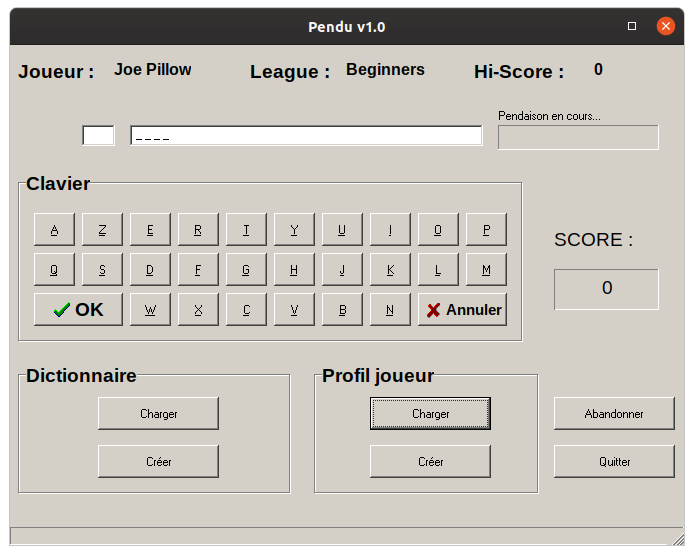 Pendu v1.0
Joueur : Joe Pillow League : Beginners Hi-Score : 0
Pendaison en cours...
_ _ _ _
Clavier
A Z E R T Y U I O P
Q S D F G H J K L M
OK W X C V B N Annuler
SCORE :
0
Dictionnaire
Charger
Créer
Profil joueur
Charger
Créer
Abandonner
Quitter